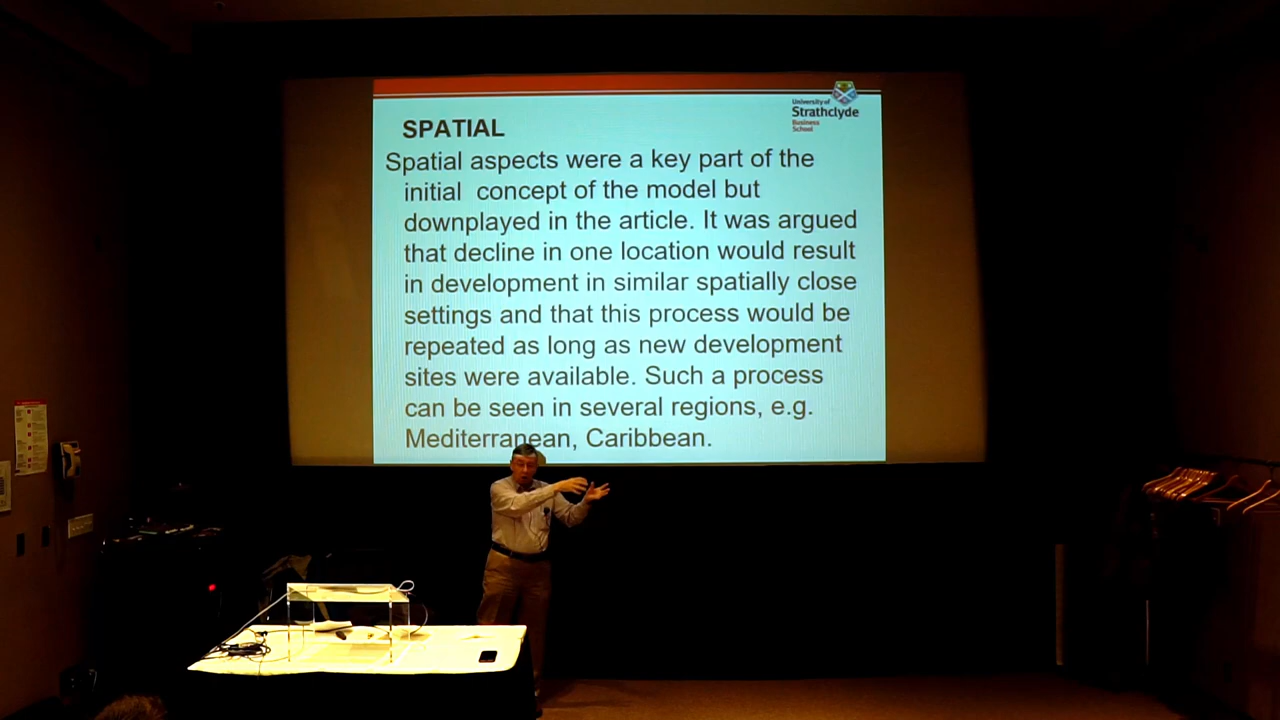 University of
Strathclyde
Business
School
SPATIAL
Spatial aspects were a key part of the
initial concept of the model but
downplayed in the article. It was argued
that decline in one location would result
in development in similar spatially close
settings and that this process would be
repeated as long as new development
sites were available. Such a process
can be seen in several regions, e.g.
Mediterranean, Caribbean.